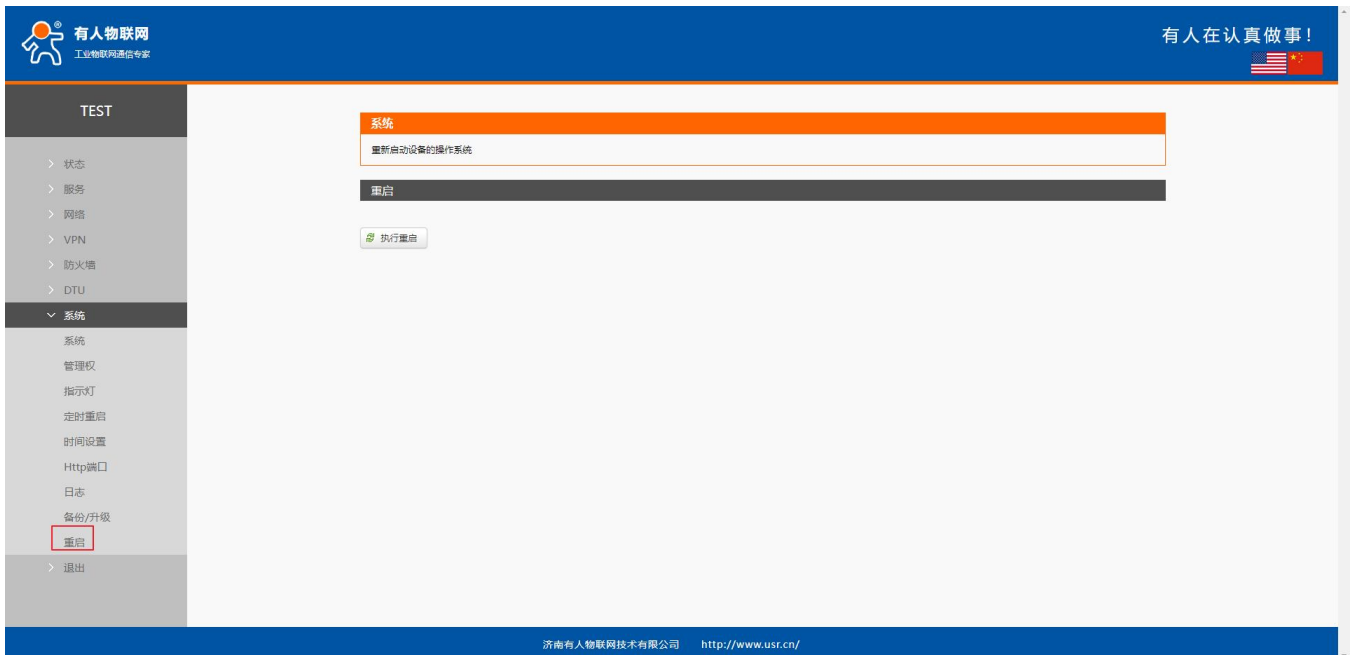 有人物联网
®
工业物联网通信专家
有人在认真做事!
TEST
状态
服务
网络
VPN
防火墙
DTU
系统
系统
管理权
指示灯
定时重启
时间设置
Http端口
日志
备份/升级
重启
退出
系统
重新启动设备的操作系统
重启
执行重启
济南有人物联网技术有限公司 http://www.usr.cn/